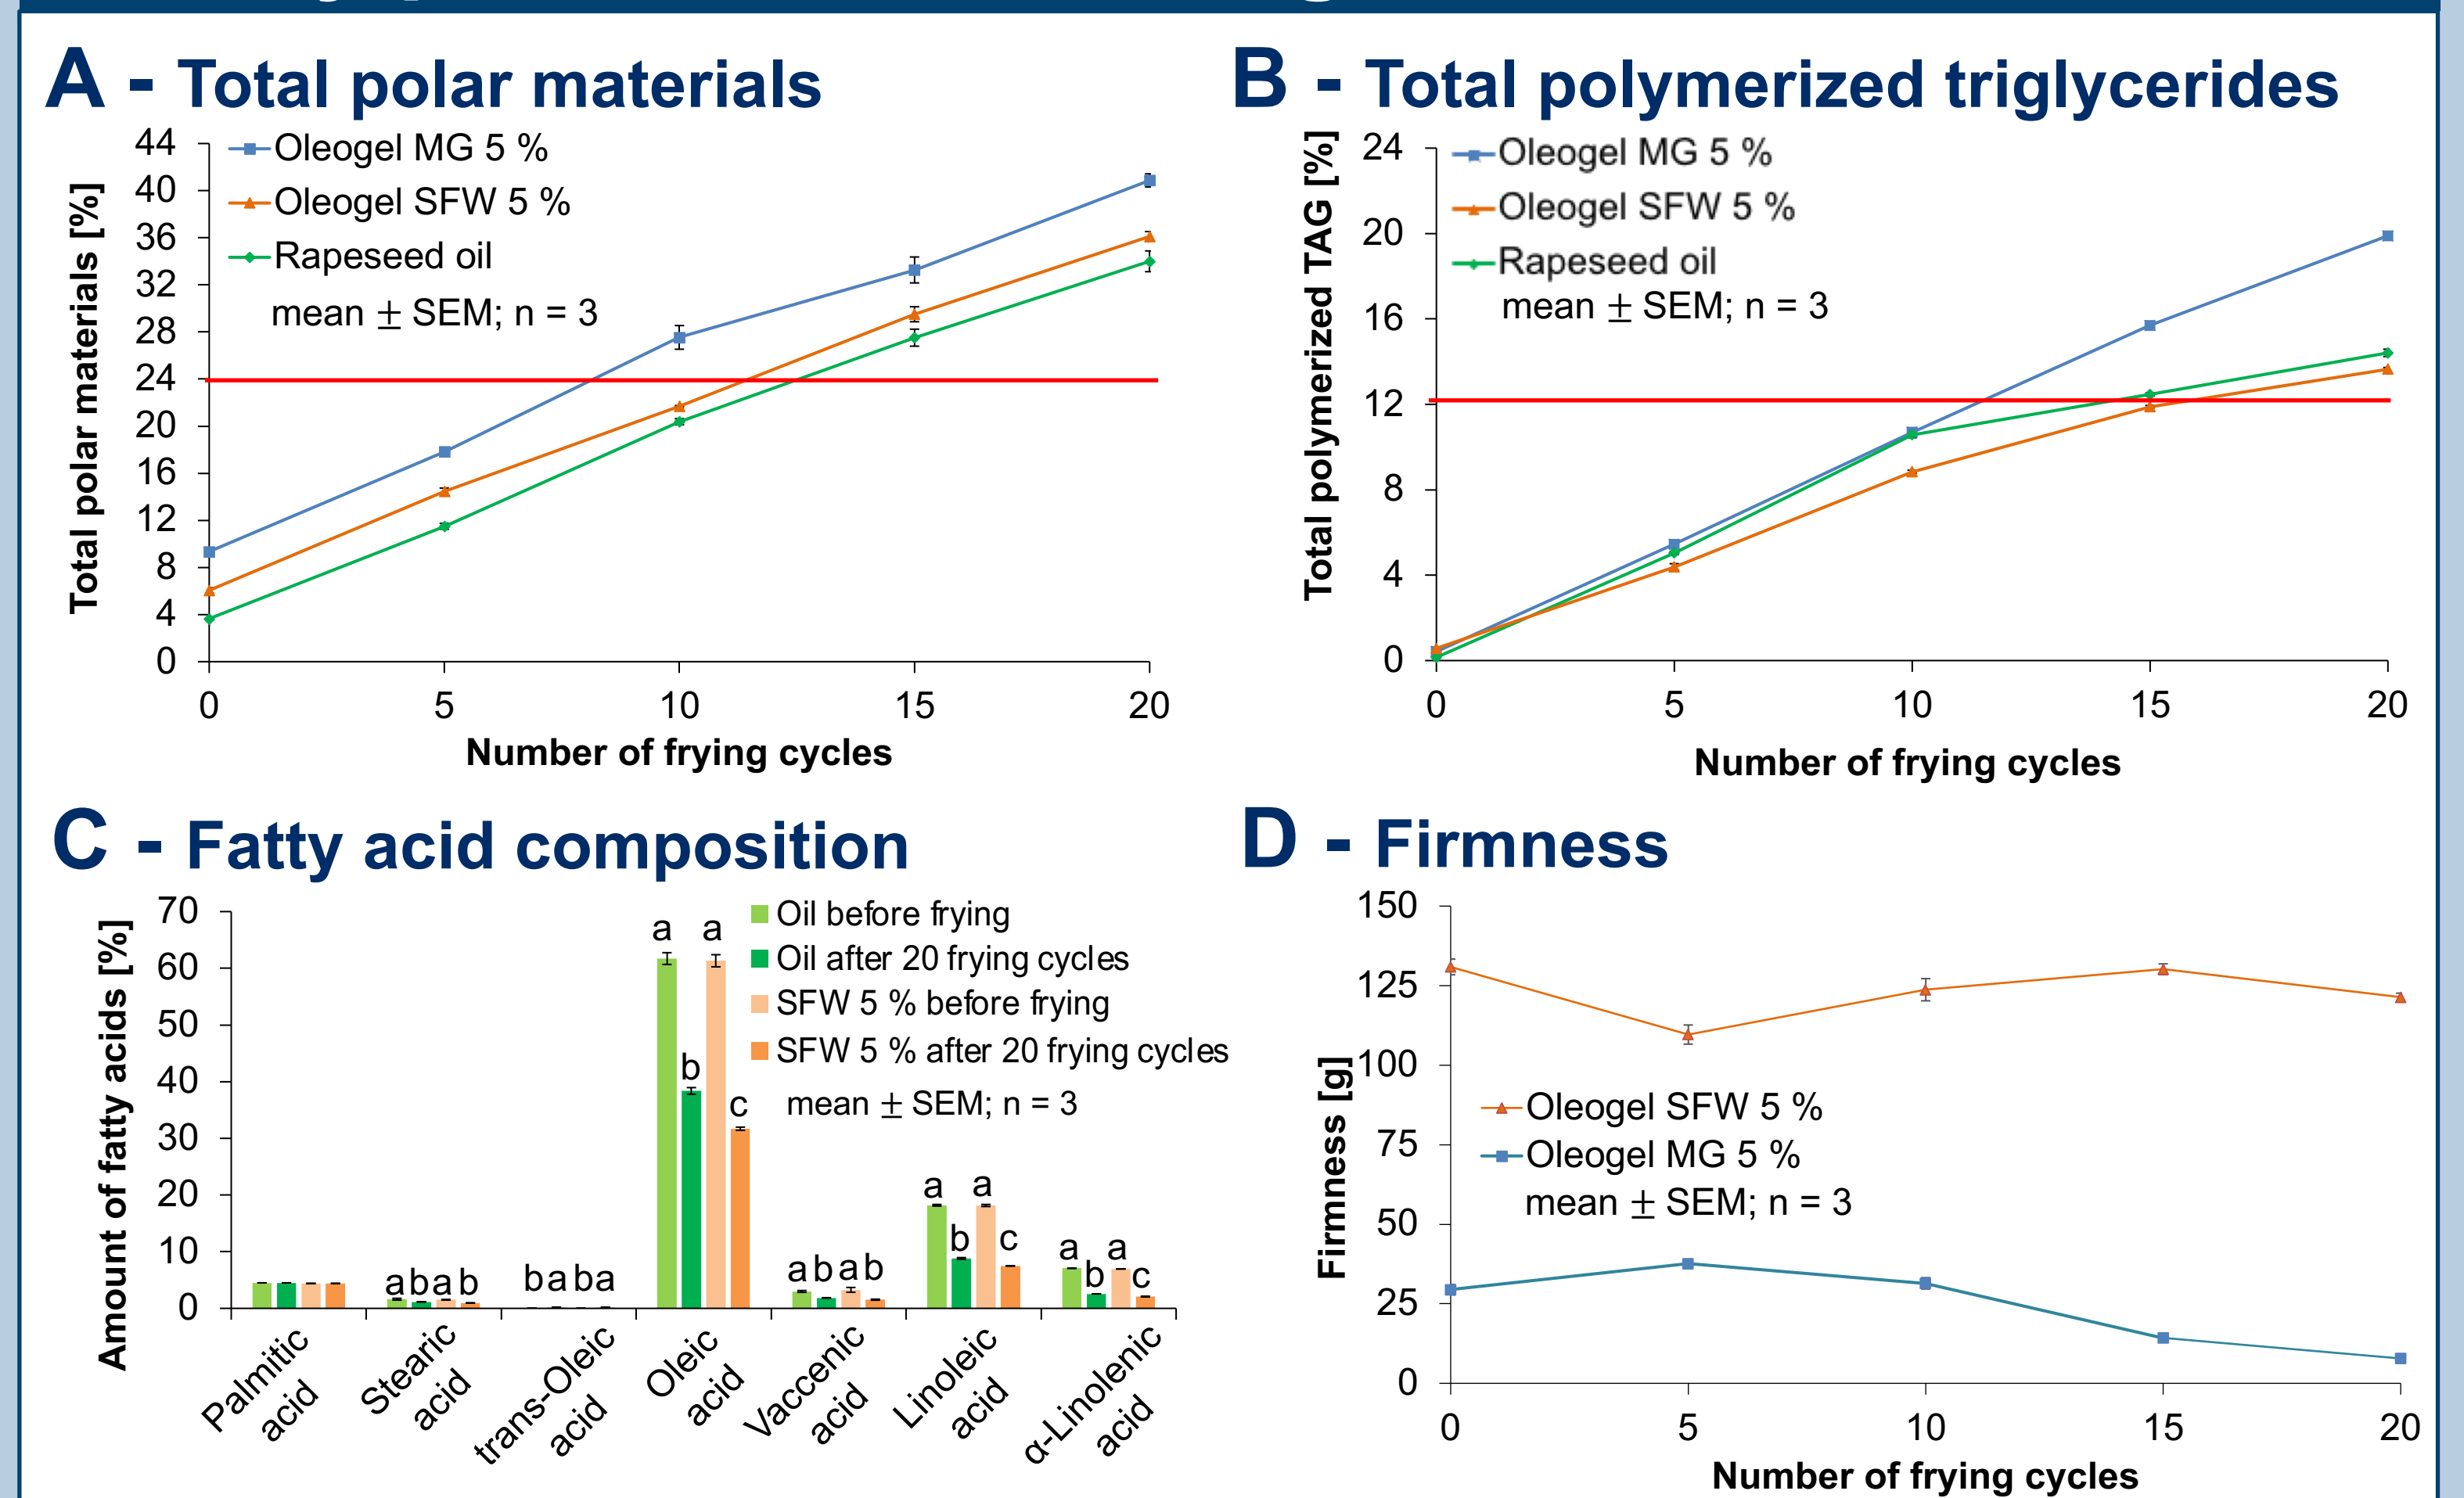 A - Total polar materials
44
40
36
32
28
24
20
16
12
8
4
0
Total polar materials [%]
Oleogel MG 5 %
Oleogel SFW 5 %
Rapeseed oil
mean ± SEM; n = 3
0 5 10 15 20
Number of frying cycles
B - Total polymerized triglycerides
24
20
16
12
8
4
0
Total polymerized TAG [%]
Oleogel MG 5 %
Oleogel SFW 5 %
Rapeseed oil
mean ± SEM; n = 3
0 5 10 15 20
Number of frying cycles
C - Fatty acid composition
70
60
50
40
30
20
10
0
Amount of fatty acids [%]
Oil before frying
Oil after 20 frying cycles
SFW 5 % before frying
SFW 5 % after 20 frying cycles
mean ± SEM; n = 3
a b a b
b a b a
a b a c
a b a b
a b a c
a b a c
Palmitic
acid
Stearic
acid
trans-Oleic
acid
Oleic
acid
Vaccenic
acid
Linoleic
acid
α-Linolenic
acid
D - Firmness
150
125
100
75
50
25
0
Firmness [g]
Oleogel SFW 5 %
Oleogel MG 5 %
mean ± SEM; n = 3
0 5 10 15 20
Number of frying cycles